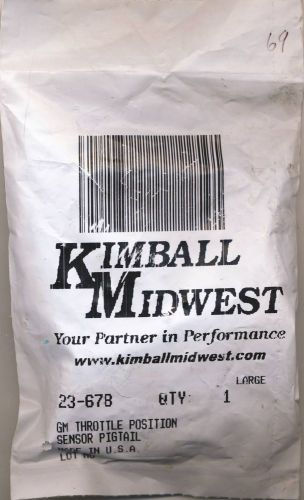 69
KIMBALL
MIDWEST
Your Partner in Performance
www.kimballmidwest.com
LARGE
23-678 QTY: 1
GM THROTTLE POSITION
SENSOR PIGTAIL
MADE IN U.S.A.
LOT NO